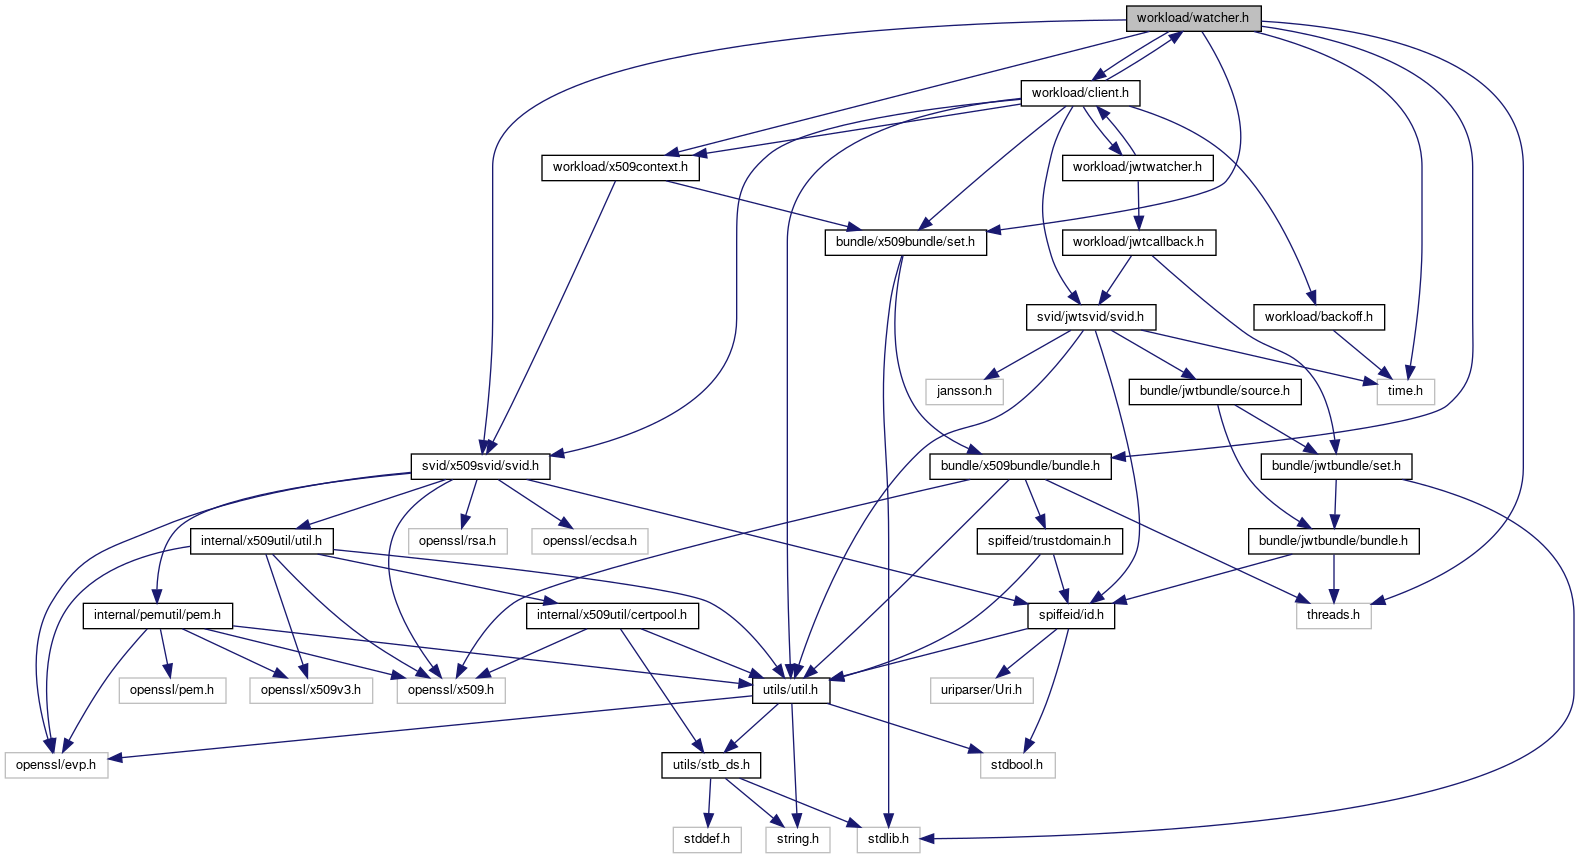 workload/watcher.h
workload/client.h
workload/x509context.h
workload/jwtwatcher.h
bundle/x509bundle/set.h
workload/jwtcallback.h
svid/jwtsvid/svid.h
workload/backoff.h
jansson.h
bundle/jwtbundle/source.h
time.h
svid/x509svid/svid.h
bundle/x509bundle/bundle.h
bundle/jwtbundle/set.h
internal/x509util/util.h
openssl/rsa.h
openssl/ecdsa.h
spiffeid/trustdomain.h
bundle/jwtbundle/bundle.h
internal/pemutil/pem.h
internal/x509util/certpool.h
spiffeid/id.h
threads.h
openssl/pem.h
openssl/x509v3.h
openssl/x509.h
utils/util.h
uriparser/Uri.h
openssl/evp.h
utils/stb_ds.h
stdbool.h
stddef.h
string.h
stdlib.h